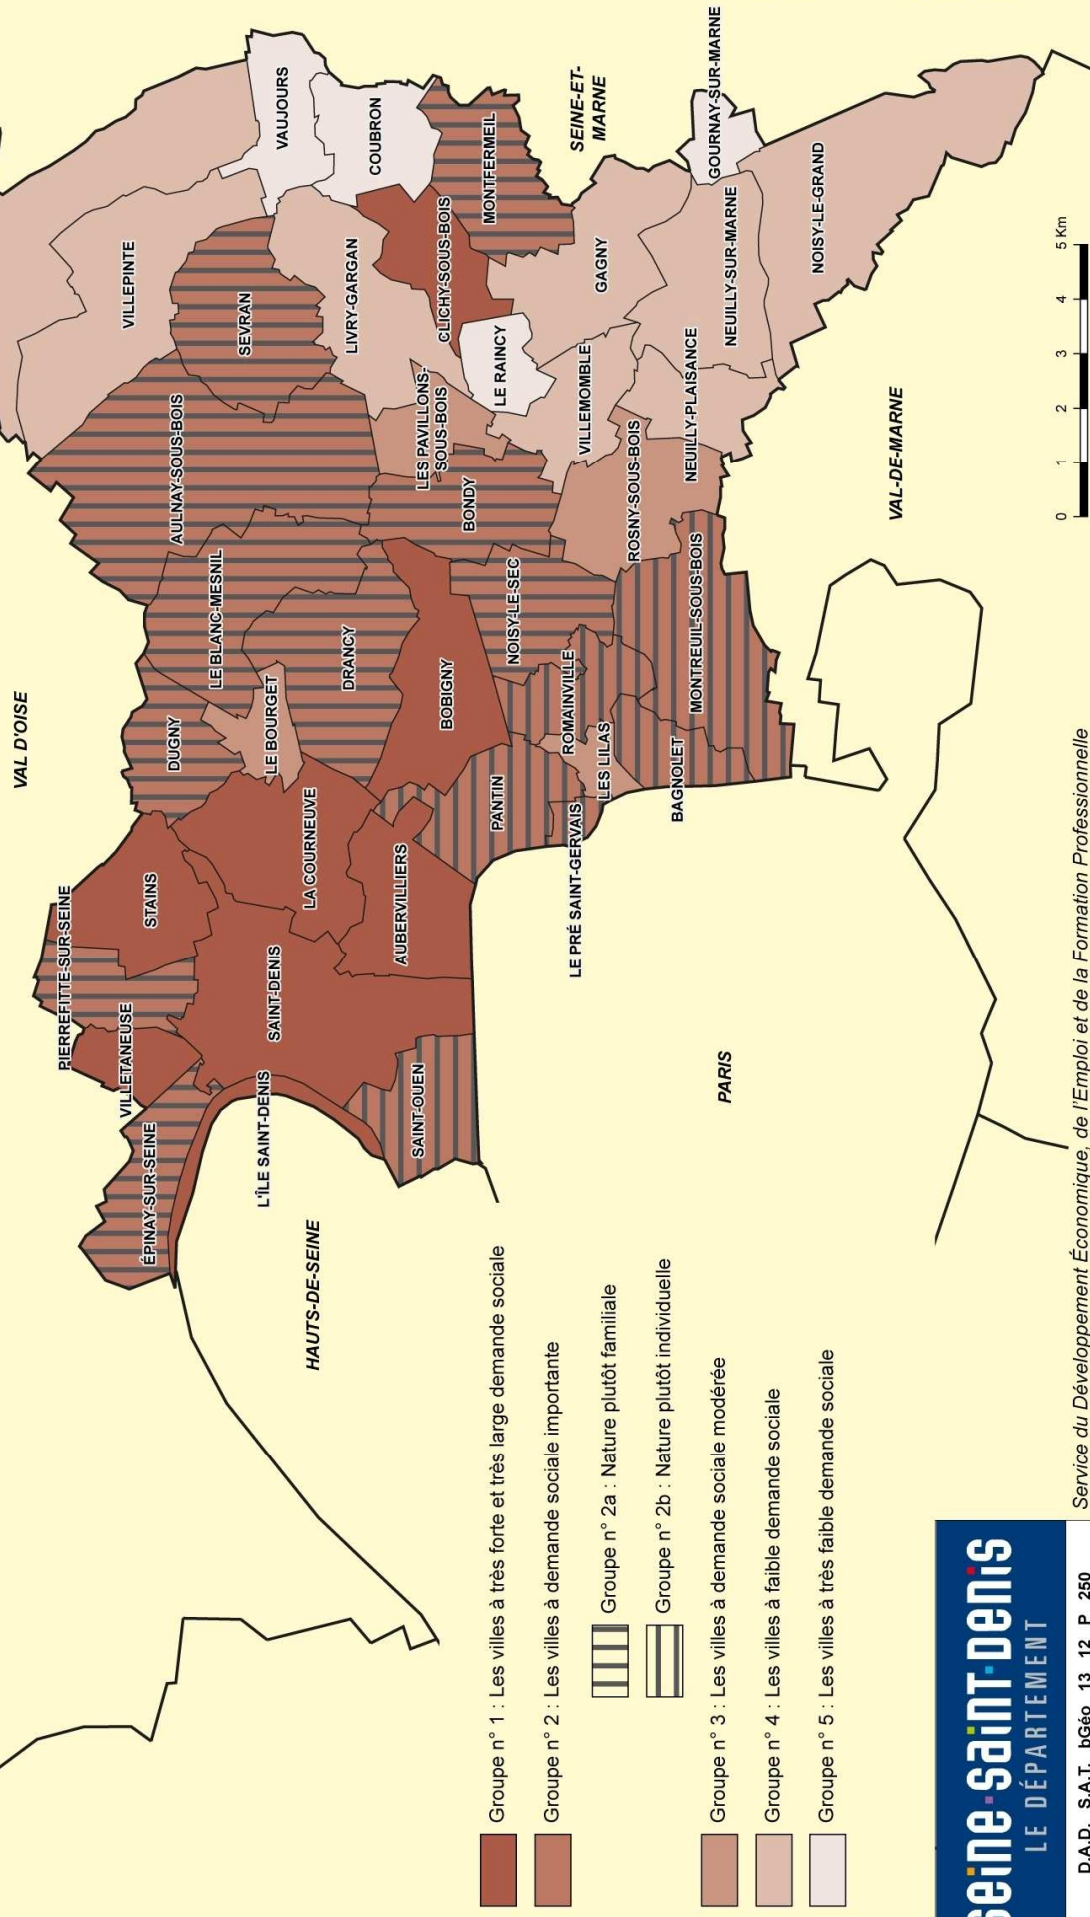 VAL D'OISE
PIERREFITTE-SUR-SEINE
VILLETANEUSE
STAINS
ÉPINAY-SUR-SEINE
DUGNY
LE BLANC-MESNIL
AULNAY-SOUS-BOIS
VILLEPINTE
SEVRAN
VAUJOURS
L'ÎLE SAINT-DENIS
SAINT-DENIS
LA COURNEUVE
LE BOURGET
DRANCY
LIVRY-GARGAN
COUBRON
HAUTS-DE-SEINE
SAINT-OUEN
AUBERVILLIERS
BOBIGNY
BONDY
LES PAVILLONS-
SOUS-BOIS
CLICHY-SOUS-BOIS
MONTFERMEIL
PANTIN
NOISY-LE-SEC
LE RAINCY
LE PRÉ SAINT-GERVAIS
LES LILAS
ROMAINVILLE
VILLEMOMBLE
GAGNY
SEINE-ET-
MARNE
BAGNOLET
MONTREUIL-SOUS-BOIS
ROSNY-SOUS-BOIS
NEUILLY-PLAISANCE
NEUILLY-SUR-MARNE
GOURNAY-SUR-MARNE
NOISY-LE-GRAND
PARIS
VAL-DE-MARNE
Groupe n° 1 : Les villes à très forte et très large demande sociale
Groupe n° 2 : Les villes à demande sociale importante
Groupe n° 2a : Nature plutôt familiale
Groupe n° 2b : Nature plutôt individuelle
Groupe n° 3 : Les villes à demande sociale modérée
Groupe n° 4 : Les villes à faible demande sociale
Groupe n° 5 : Les villes à très faible demande sociale
0 1 2 3 4 5 Km
seine-saint-denis
LE DÉPARTEMENT
D.A.D. S.A.T. bGéo 13 12 P 250
Service du Développement Économique, de l'Emploi et de la Formation Professionnelle